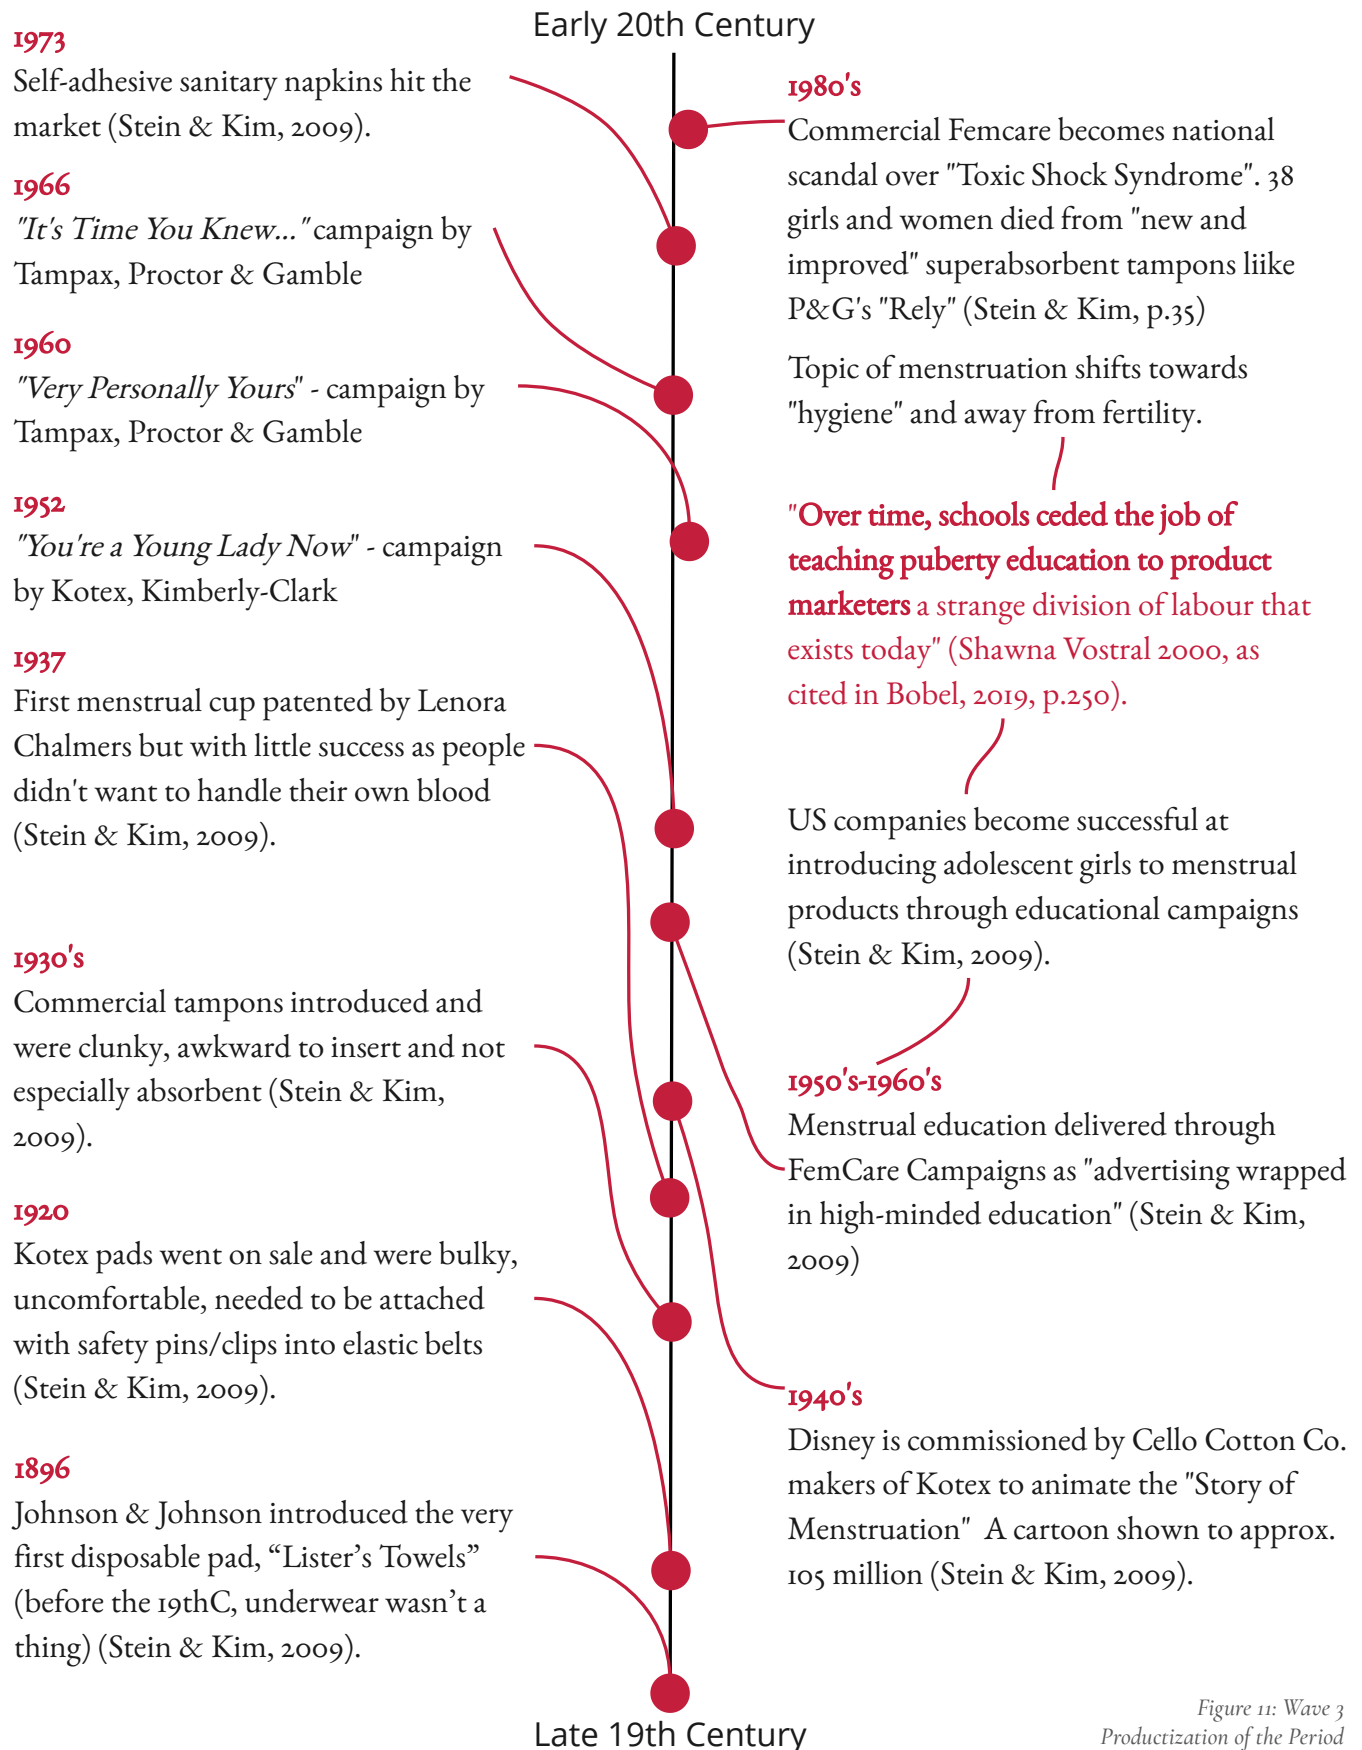 Early 20th Century
1973
Self-adhesive sanitary napkins hit the
market (Stein & Kim, 2009).
1966
"It's Time You Knew..." campaign by
Tampax, Proctor & Gamble
1960
"Very Personally Yours" - campaign by
Tampax, Proctor & Gamble
1952
"You're a Young Lady Now" - campaign
by Kotex, Kimberly-Clark
1937
First menstrual cup patented by Lenora
Chalmers but with little success as people
didn't want to handle their own blood
(Stein & Kim, 2009).
1930's
Commercial tampons introduced and
were clunky, awkward to insert and not
especially absorbent (Stein & Kim,
2009).
1920
Kotex pads went on sale and were bulky,
uncomfortable, needed to be attached
with safety pins/clips into elastic belts
(Stein & Kim, 2009).
1896
Johnson & Johnson introduced the very
first disposable pad, “Lister’s Towels”
(before the 19thC, underwear wasn’t a
thing) (Stein & Kim, 2009).
1980's
Commercial Femcare becomes national
scandal over "Toxic Shock Syndrome". 38
girls and women died from "new and
improved" superabsorbent tampons liike
P&G's "Rely" (Stein & Kim, p.35)
Topic of menstruation shifts towards
"hygiene" and away from fertility.
"Over time, schools ceded the job of
teaching puberty education to product
marketers a strange division of labour that
exists today" (Shawna Vostral 2000, as
cited in Bobel, 2019, p.250).
US companies become successful at
introducing adolescent girls to menstrual
products through educational campaigns
(Stein & Kim, 2009).
1950's-1960's
Menstrual education delivered through
FemCare Campaigns as "advertising wrapped
in high-minded education" (Stein & Kim,
2009)
1940's
Disney is commissioned by Cello Cotton Co.
makers of Kotex to animate the "Story of
Menstruation"  A cartoon shown to approx.
105 million (Stein & Kim, 2009).
Late 19th Century
Figure 11: Wave 3
Productization of the Period